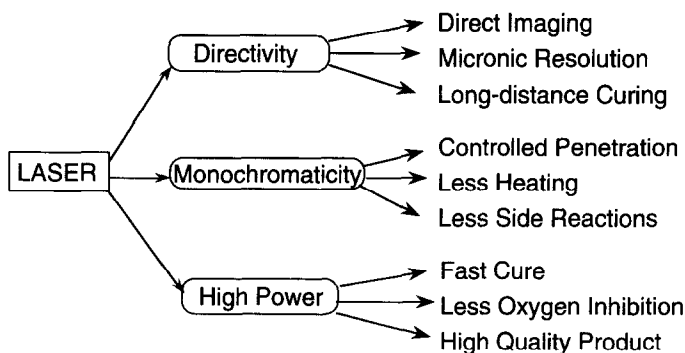 LASER
Directivity
Direct Imaging
Micronic Resolution
Long-distance Curing
Monochromaticity
Controlled Penetration
Less Heating
Less Side Reactions
High Power
Fast Cure
Less Oxygen Inhibition
High Quality Product